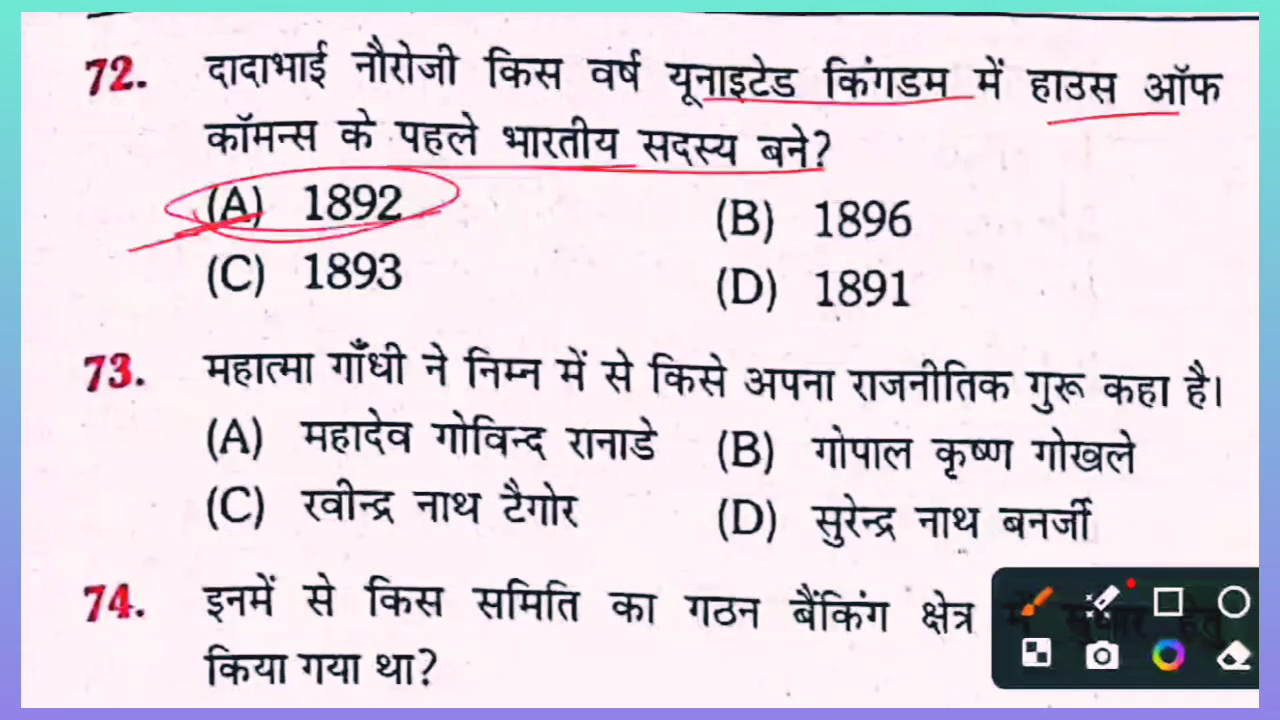 72. दादाभाई नौरोजी किस वर्ष यूनाइटेड किंगडम में हाउस ऑफ
कॉमन्स के पहले भारतीय सदस्य बने?
(A) 1892 (B) 1896
(C) 1893 (D) 1891
73. महात्मा गाँधी ने निम्न में से किसे अपना राजनीतिक गुरू कहा है।
(A) महादेव गोविन्द रानाडे (B) गोपाल कृष्ण गोखले
(C) रवीन्द्र नाथ टैगोर (D) सुरेन्द्र नाथ बनर्जी
74. इनमें से किस समिति का गठन बैंकिंग क्षेत्र में सुधार हेतु
किया गया था?